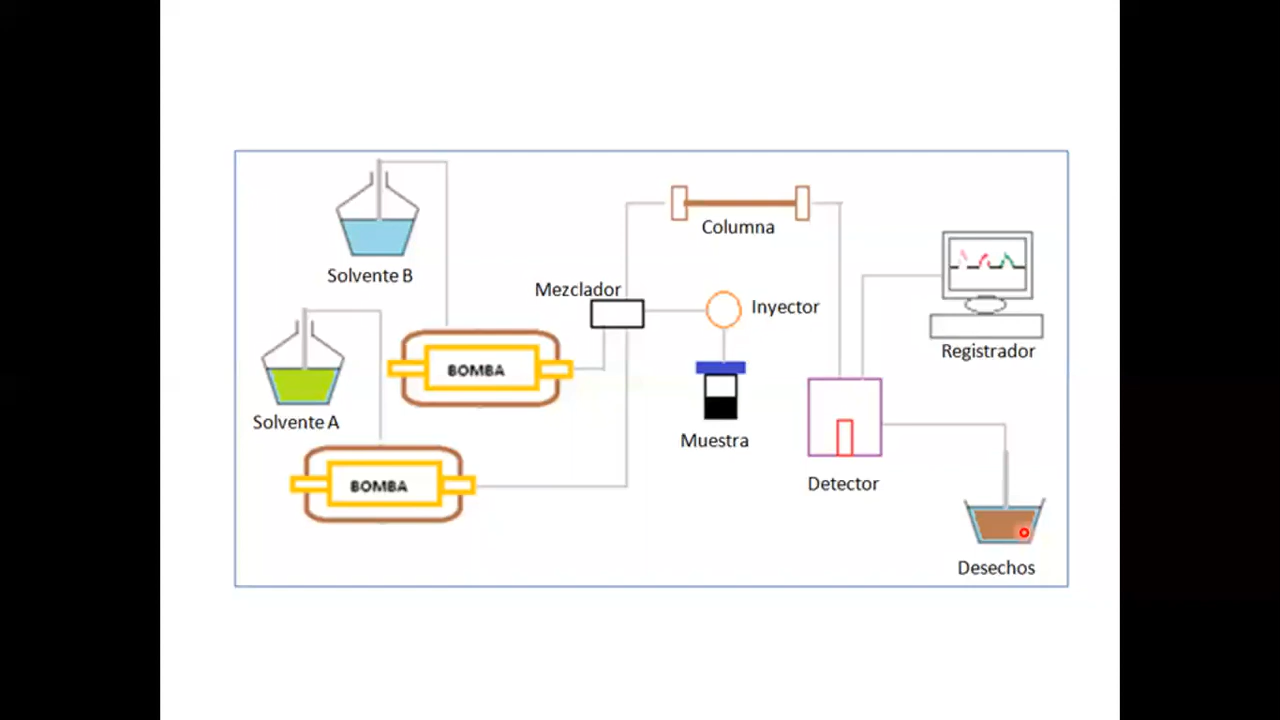 Solvente B
Solvente A
BOMBA
BOMBA
Mezclador
Columna
Inyector
Muestra
Detector
Registrador
Desechos